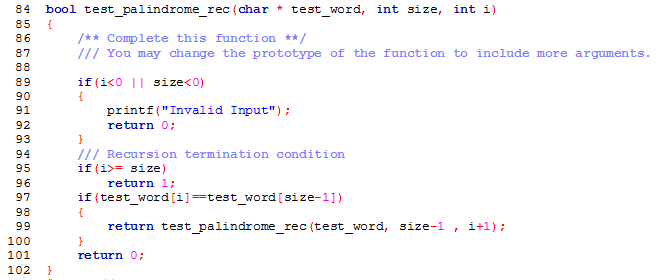 84 bool test_palindrome_rec(char * test_word, int size, int i)
85 {
86 /** Complete this function **/
87 /// You may change the prototype of the function to include more arguments.
88
89 if(i<0 || size<0)
90 {
91 printf("Invalid Input");
92 return 0;
93 }
94 /// Recursion termination condition
95 if(i>= size)
96 return 1;
97 if(test_word[i]==test_word[size-1])
98 {
99 return test_palindrome_rec(test_word, size-1 , i+1);
100 }
101 return 0;
102 }